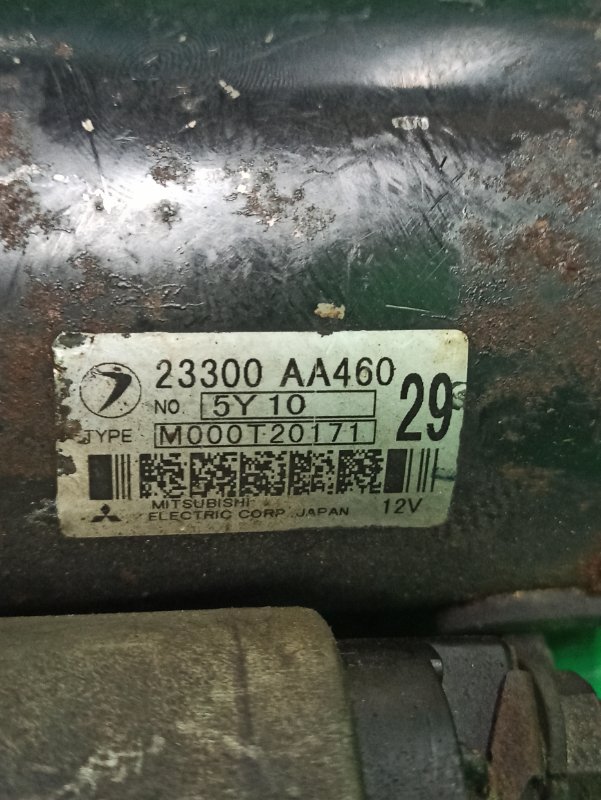 23300 AA460
NO. 5Y10
29
TYPE M000T20171
MITSUBISHI
ELECTRIC CORP. JAPAN 12V